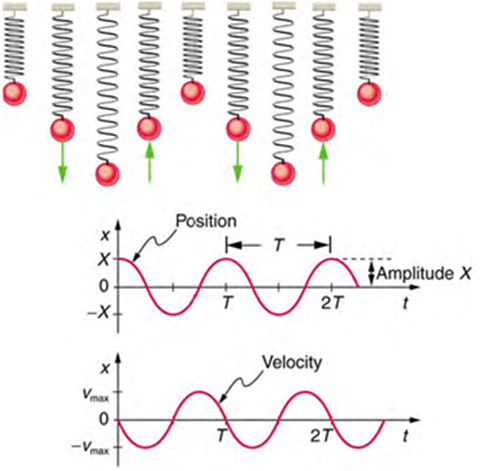 Position
x
X
T
Amplitude X
0
T
2T
t
−X
x
Velocity
vmax
0
T
2T
t
−vmax